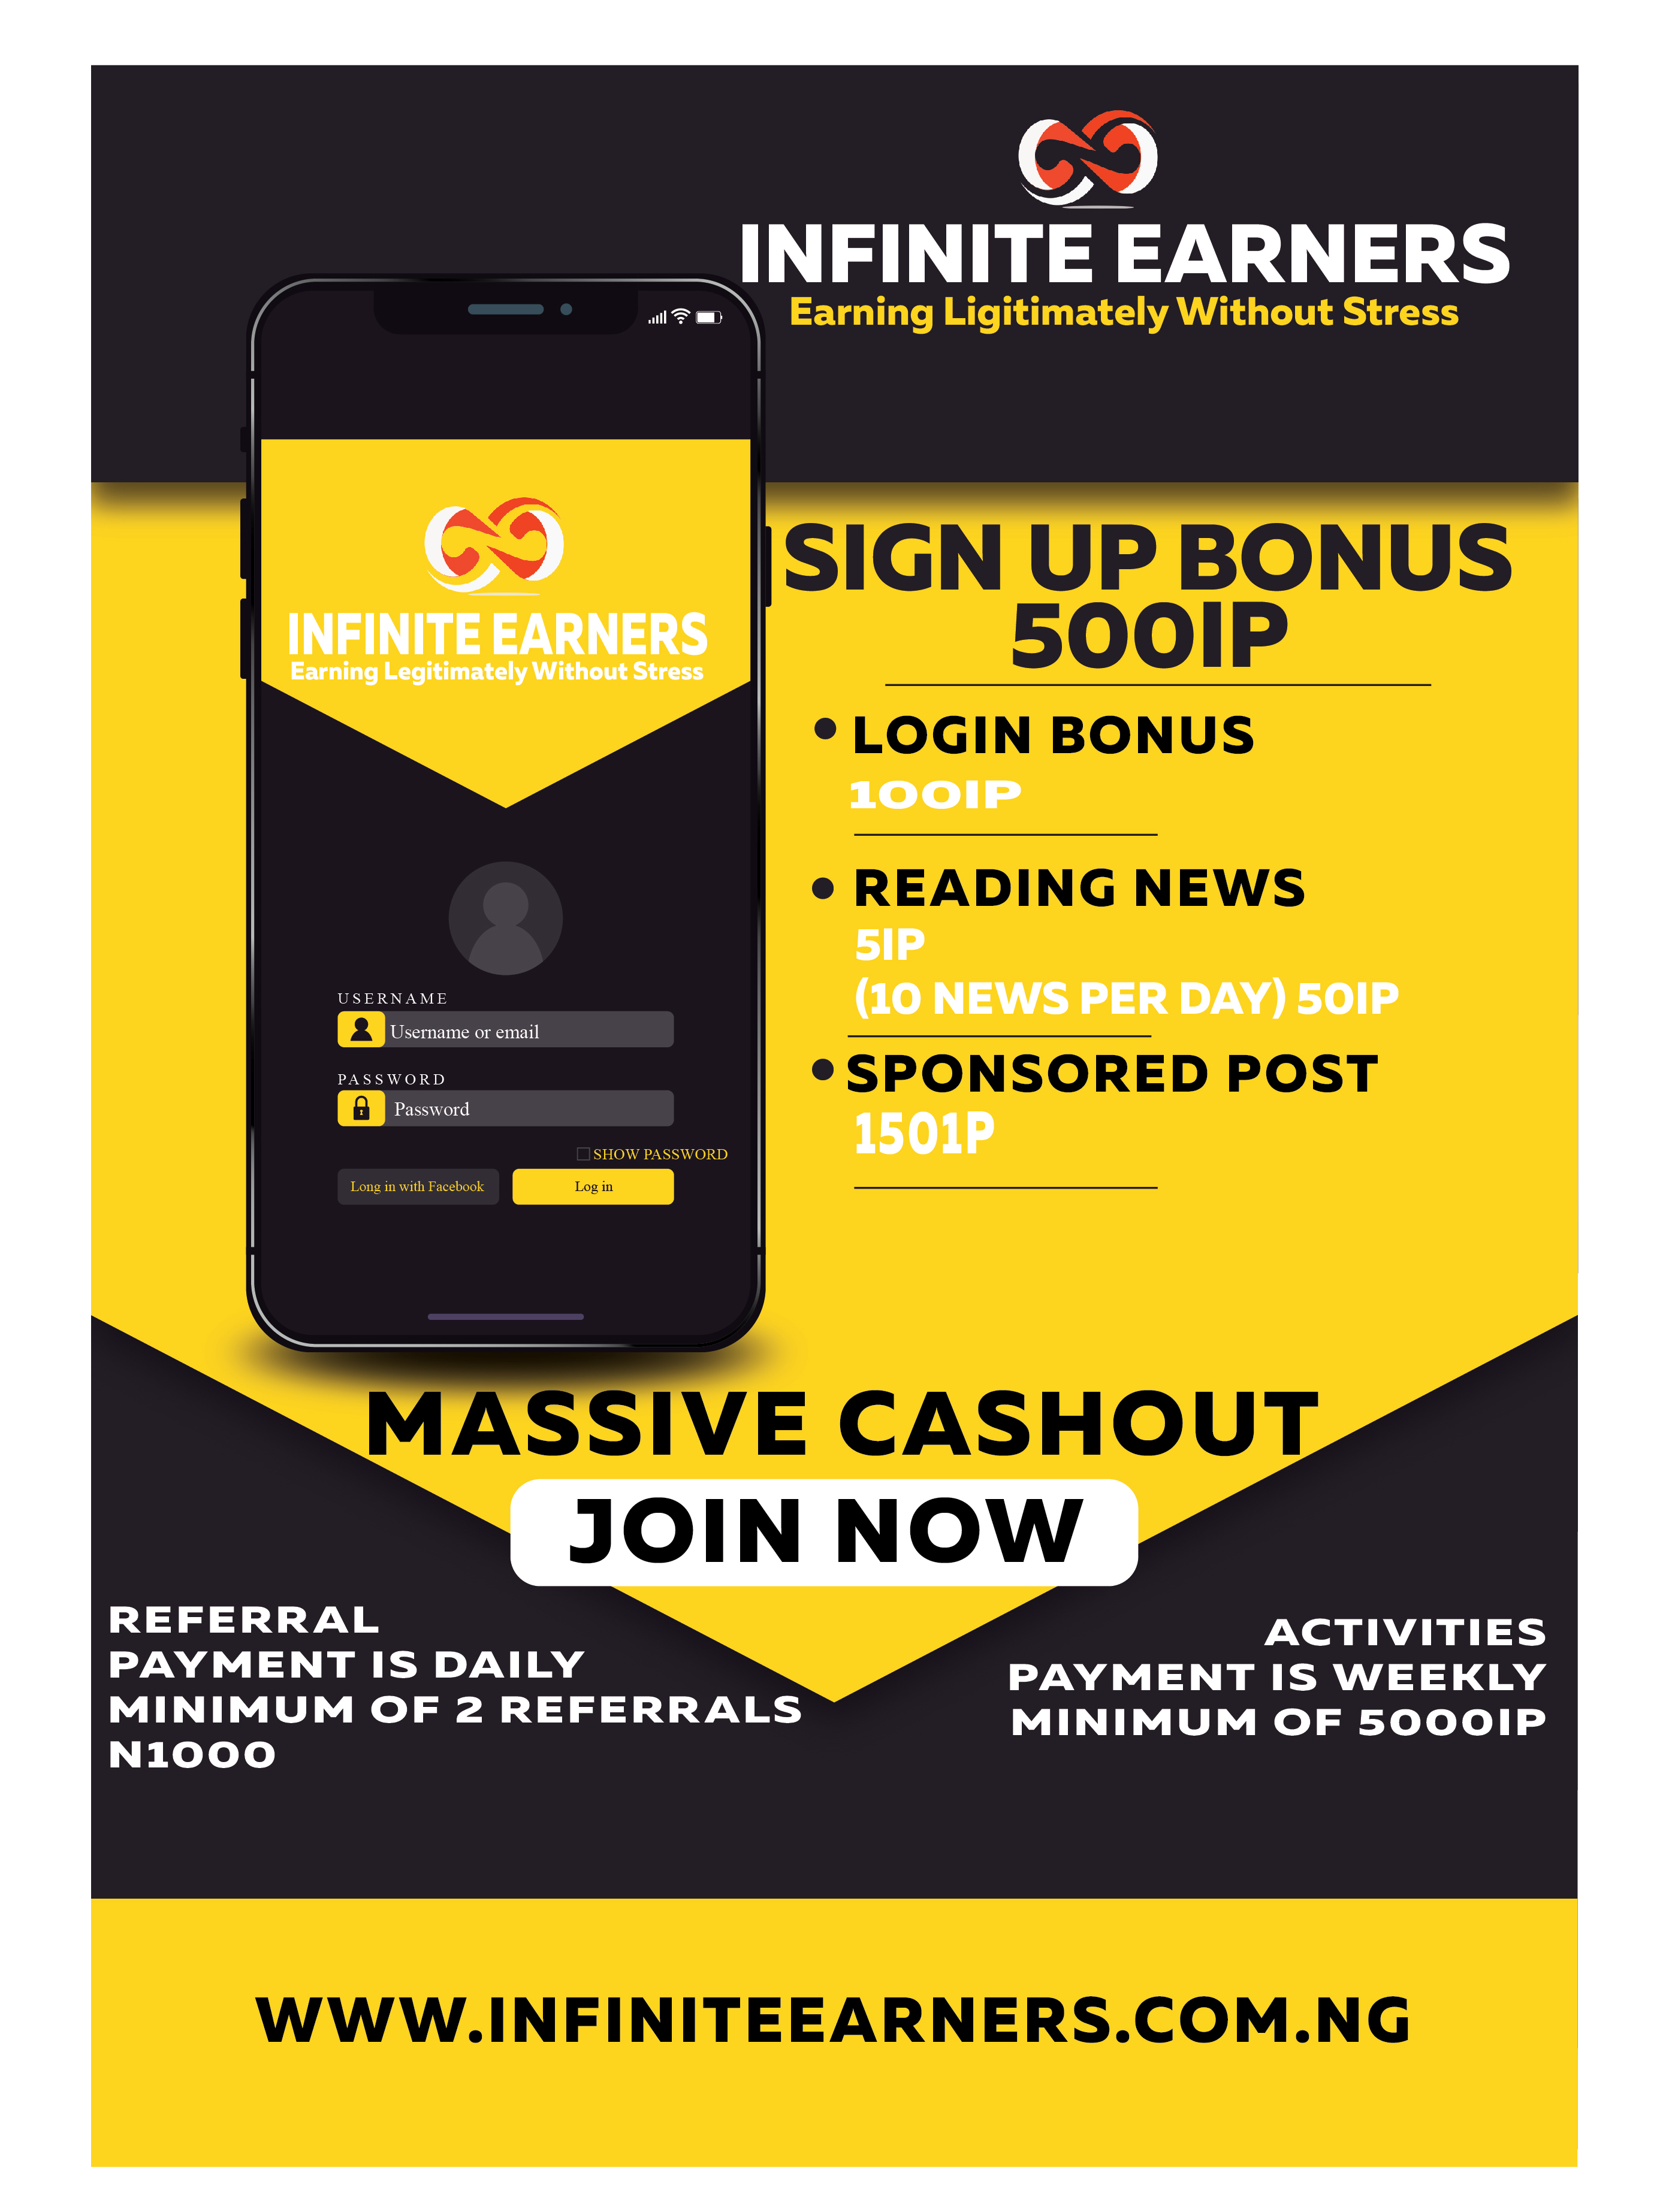 INFINITE EARNERS
Earning Ligitimately Without Stress
INFINITE EARNERS
Earning Legitimately Without Stress
USERNAME
Username or email
PASSWORD
Password
SHOW PASSWORD
Long in with Facebook
Log in
SIGN UP BONUS
500IP
LOGIN BONUS
100IP
READING NEWS
5IP
(10 NEWS PER DAY) 50IP
SPONSORED POST
1501P
MASSIVE CASHOUT
JOIN NOW
REFERRAL
PAYMENT IS DAILY
MINIMUM OF 2 REFERRALS
N1000
ACTIVITIES
PAYMENT IS WEEKLY
MINIMUM OF 5000IP
WWW.INFINITEEARNERS.COM.NG